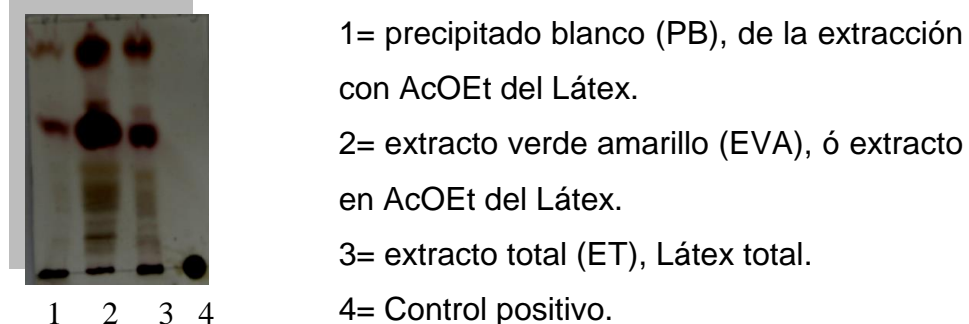 1= precipitado blanco (PB), de la extracción
con AcOEt del Látex.
2= extracto verde amarillo (EVA), ó extracto
en AcOEt del Látex.
3= extracto total (ET), Látex total.
4= Control positivo.
1 2 3 4